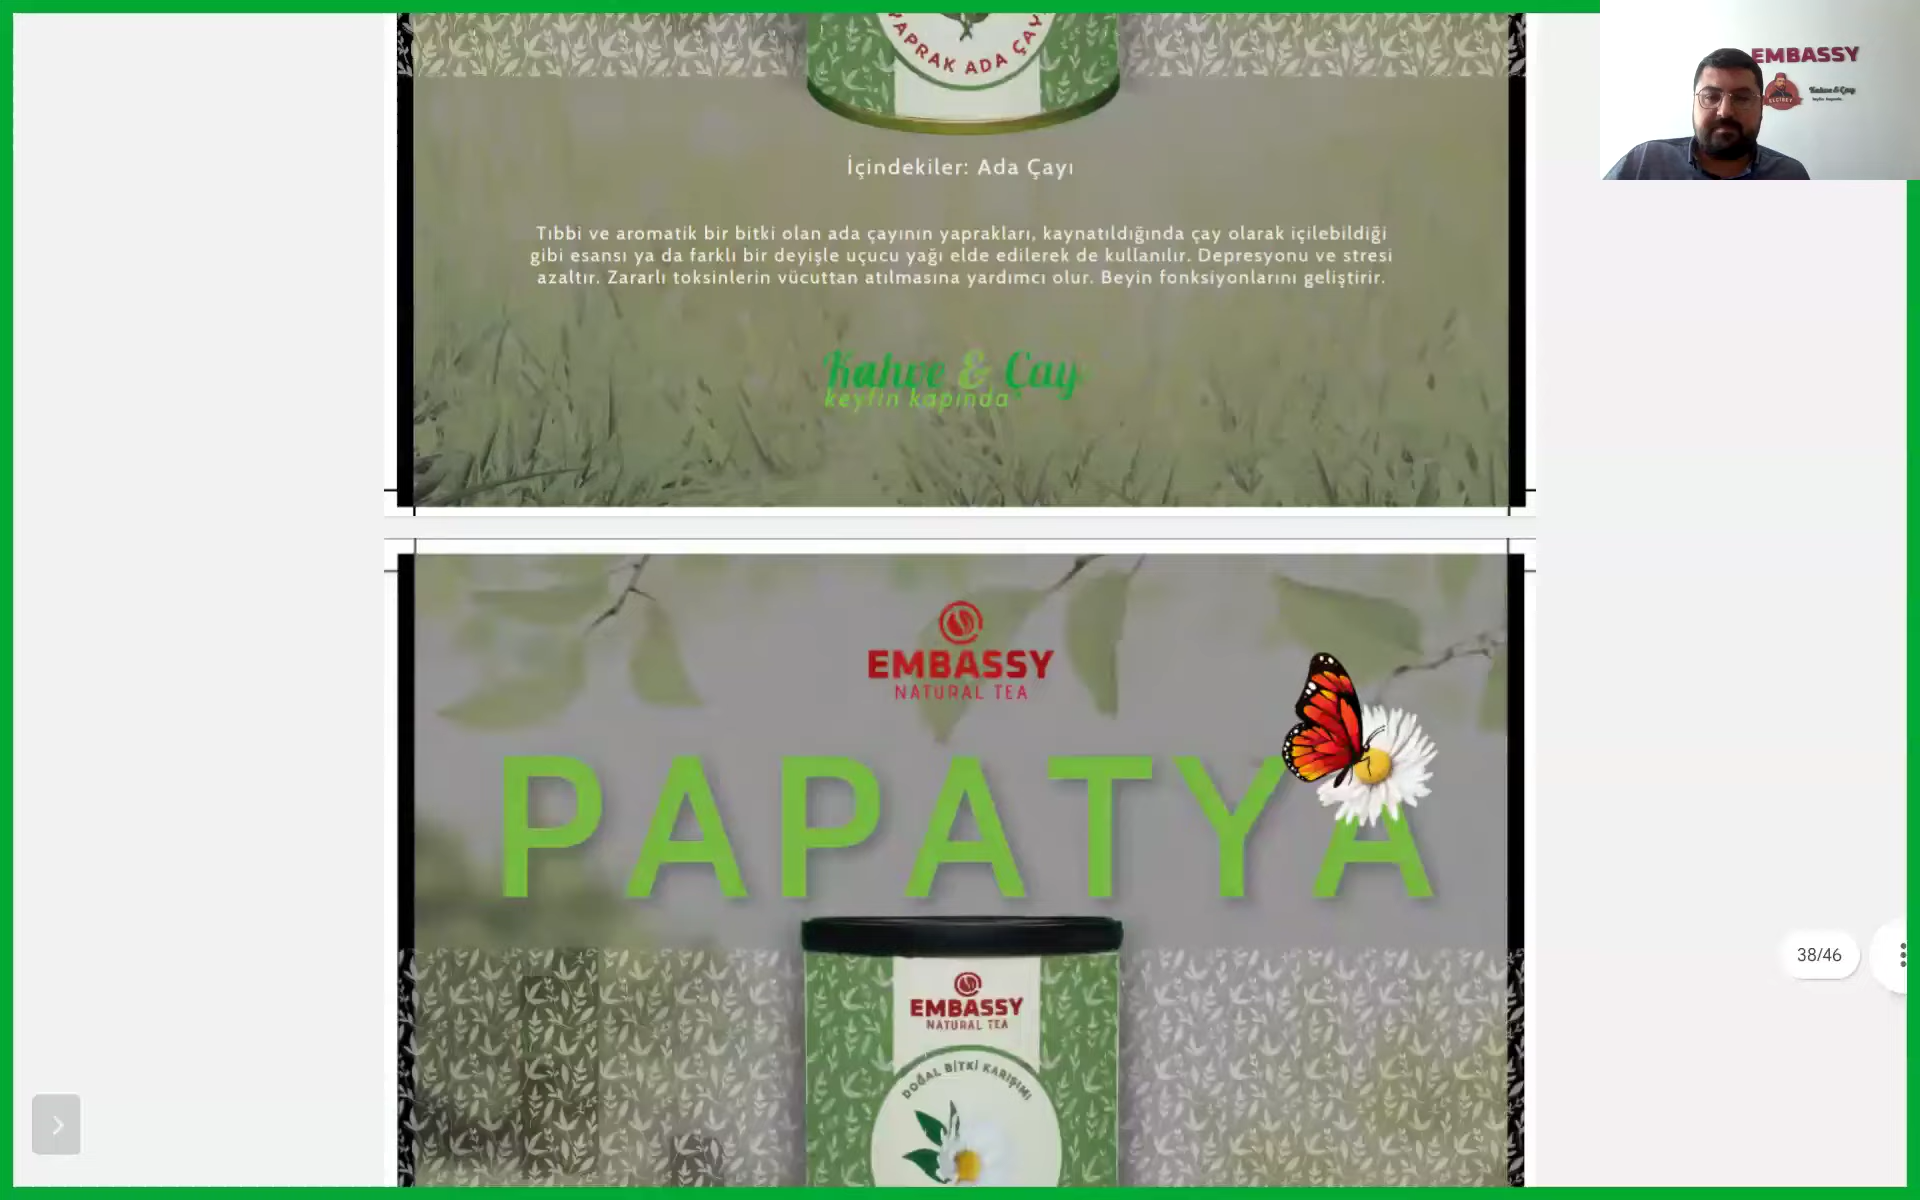 YAPRAK ADA ÇAYI
İçindekiler: Ada Çayı
Tıbbi ve aromatik bir bitki olan ada çayının yaprakları, kaynatıldığında çay olarak içilebildiği
gibi esansı ya da farklı bir deyişle uçucu yağı elde edilerek de kullanılır. Depresyonu ve stresi
azaltır. Zararlı toksinlerin vücuttan atılmasına yardımcı olur. Beyin fonksiyonlarını geliştirir.
Kahve & Çay
keyfin kapında
EMBASSY
NATURAL TEA
PAPATYA
EMBASSY
NATURAL TEA
DOĞAL BİTKİ KARIŞIMI
EMBASSY
Kahve & Çay
38/46